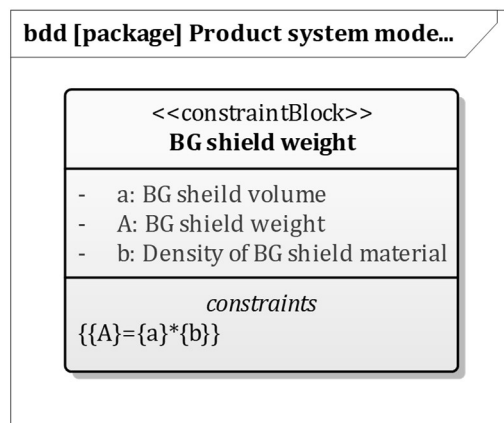 bdd [package] Product system mode...
<<constraintBlock>>
BG shield weight
- a: BG sheild volume
- A: BG shield weight
- b: Density of BG shield material
constraints
{{A}={a}*{b}}